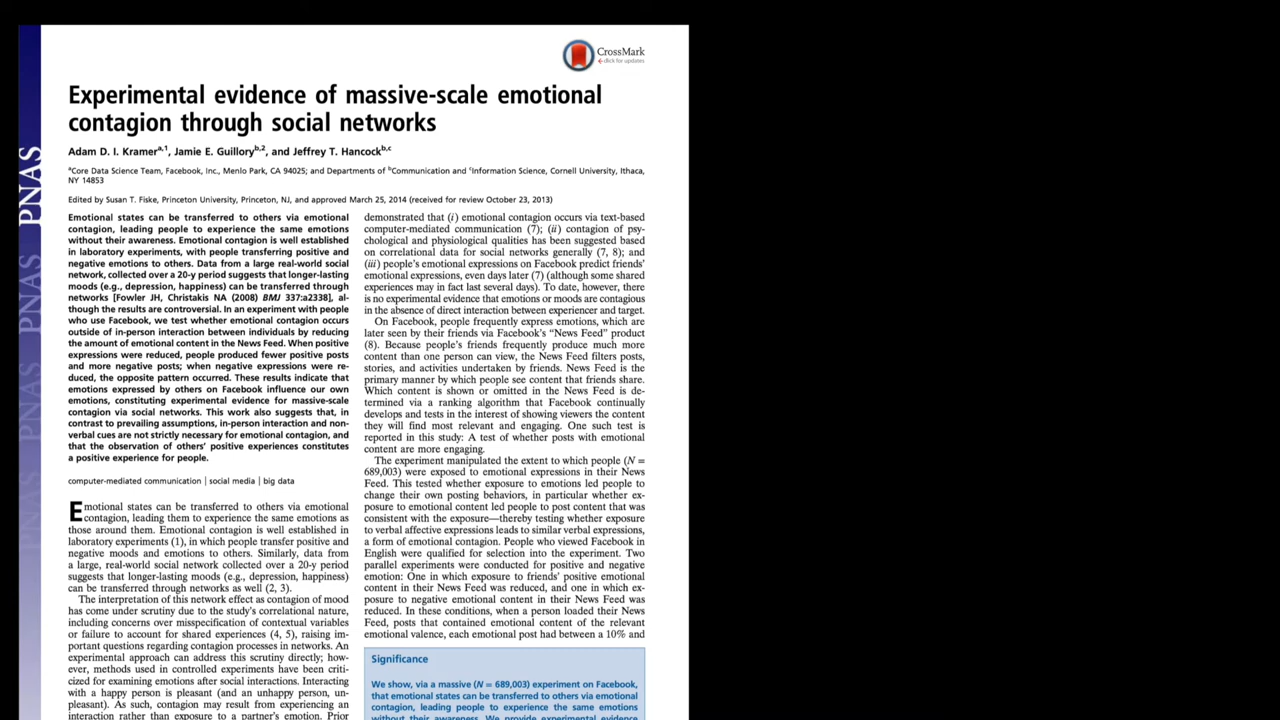 CrossMark
click for updates
Experimental evidence of massive-scale emotional
contagion through social networks
Adam D. I. Kramera,1, Jamie E. Guilloryb,2, and Jeffrey T. Hancockb,c
aCore Data Science Team, Facebook, Inc., Menlo Park, CA 94025; and Departments of bCommunication and cInformation Science, Cornell University, Ithaca,
NY 14853
Edited by Susan T. Fiske, Princeton University, Princeton, NJ, and approved March 25, 2014 (received for review October 23, 2013)
PNAS
PNAS
PNAS
Emotional states can be transferred to others via emotional
contagion, leading people to experience the same emotions
without their awareness. Emotional contagion is well established
in laboratory experiments, with people transferring positive and
negative emotions to others. Data from a large real-world social
network, collected over a 20-y period suggests that longer-lasting
moods (e.g., depression, happiness) can be transferred through
networks [Fowler JH, Christakis NA (2008) BMJ 337:a2338], al-
though the results are controversial. In an experiment with people
who use Facebook, we test whether emotional contagion occurs
outside of in-person interaction between individuals by reducing
the amount of emotional content in the News Feed. When positive
expressions were reduced, people produced fewer positive posts
and more negative posts; when negative expressions were re-
duced, the opposite pattern occurred. These results indicate that
emotions expressed by others on Facebook influence our own
emotions, constituting experimental evidence for massive-scale
contagion via social networks. This work also suggests that, in
contrast to prevailing assumptions, in-person interaction and non-
verbal cues are not strictly necessary for emotional contagion, and
that the observation of others' positive experiences constitutes
a positive experience for people.
computer-mediated communication | social media | big data
Emotional states can be transferred to others via emotional
contagion, leading them to experience the same emotions as
those around them. Emotional contagion is well established in
laboratory experiments (1), in which people transfer positive and
negative moods and emotions to others. Similarly, data from
a large, real-world social network collected over a 20-y period
suggests that longer-lasting moods (e.g., depression, happiness)
can be transferred through networks as well (2, 3).
The interpretation of this network effect as contagion of mood
has come under scrutiny due to the study's correlational nature,
including concerns over misspecification of contextual variables
or failure to account for shared experiences (4, 5), raising im-
portant questions regarding contagion processes in networks. An
experimental approach can address this scrutiny directly; how-
ever, methods used in controlled experiments have been criti-
cized for examining emotions after social interactions. Interacting
with a happy person is pleasant (and an unhappy person, un-
pleasant). As such, contagion may result from experiencing an
interaction rather than exposure to a partner's emotion. Prior
demonstrated that (i) emotional contagion occurs via text-based
computer-mediated communication (7); (ii) contagion of psy-
chological and physiological qualities has been suggested based
on correlational data for social networks generally (7, 8); and
(iii) people's emotional expressions on Facebook predict friends'
emotional expressions, even days later (7) (although some shared
experiences may in fact last several days). To date, however, there
is no experimental evidence that emotions or moods are contagious
in the absence of direct interaction between experiencer and target.
On Facebook, people frequently express emotions, which are
later seen by their friends via Facebook's "News Feed" product
(8). Because people's friends frequently produce much more
content than one person can view, the News Feed filters posts,
stories, and activities undertaken by friends. News Feed is the
primary manner by which people see content that friends share.
Which content is shown or omitted in the News Feed is de-
termined via a ranking algorithm that Facebook continually
develops and tests in the interest of showing viewers the content
they will find most relevant and engaging. One such test is
reported in this study: A test of whether posts with emotional
content are more engaging.
The experiment manipulated the extent to which people (N =
689,003) were exposed to emotional expressions in their News
Feed. This tested whether exposure to emotions led people to
change their own posting behaviors, in particular whether ex-
posure to emotional content led people to post content that was
consistent with the exposure—thereby testing whether exposure
to verbal affective expressions leads to similar verbal expressions,
a form of emotional contagion. People who viewed Facebook in
English were qualified for selection into the experiment. Two
parallel experiments were conducted for positive and negative
emotion: One in which exposure to friends' positive emotional
content in their News Feed was reduced, and one in which ex-
posure to negative emotional content in their News Feed was
reduced. In these conditions, when a person loaded their News
Feed, posts that contained emotional content of the relevant
emotional valence, each emotional post had between a 10% and
Significance
We show, via a massive (N = 689,003) experiment on Facebook,
that emotional states can be transferred to others via emotional
contagion, leading people to experience the same emotions
without their awareness. We provide experimental evidence